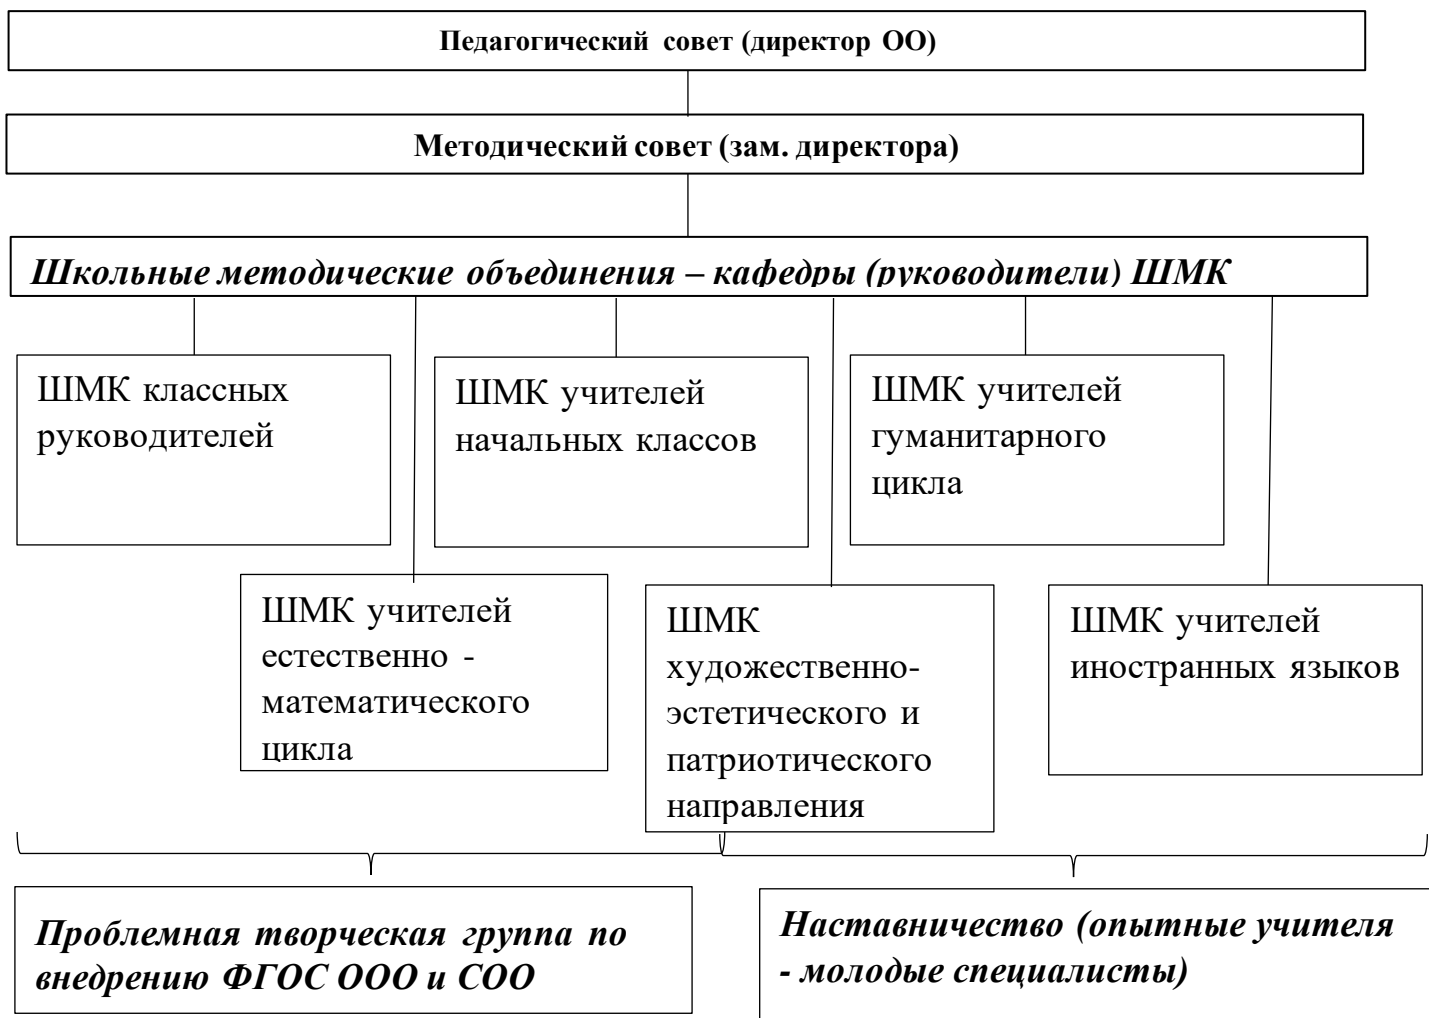 Педагогический совет (директор ОО)
Методический совет (зам. директора)
Школьные методические объединения – кафедры (руководители) ШМК
ШМК классных
руководителей
ШМК учителей
начальных классов
ШМК учителей
гуманитарного
цикла
ШМК учителей
естественно -
математического
цикла
ШМК
художественно-
эстетического и
патриотического
направления
ШМК учителей
иностранных языков
Проблемная творческая группа по
внедрению ФГОС ООО и СОО
Наставничество (опытные учителя
- молодые специалисты)